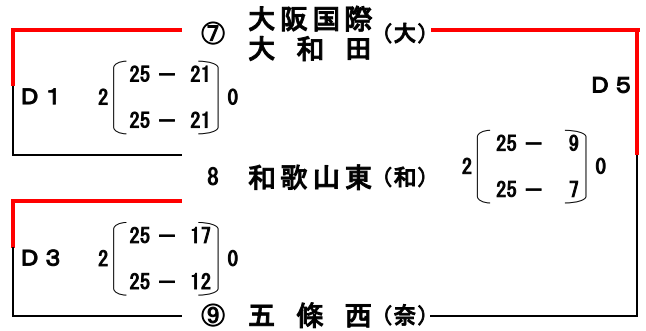 ⑦ 大阪国際大和田 (大)
D1 2 25 － 21 0
25 － 21
D5
8 和歌山東 (和)
2 25 － 9 0
25 － 7
D3 2 25 － 17 0
25 － 12
⑨ 五條西 (奈)